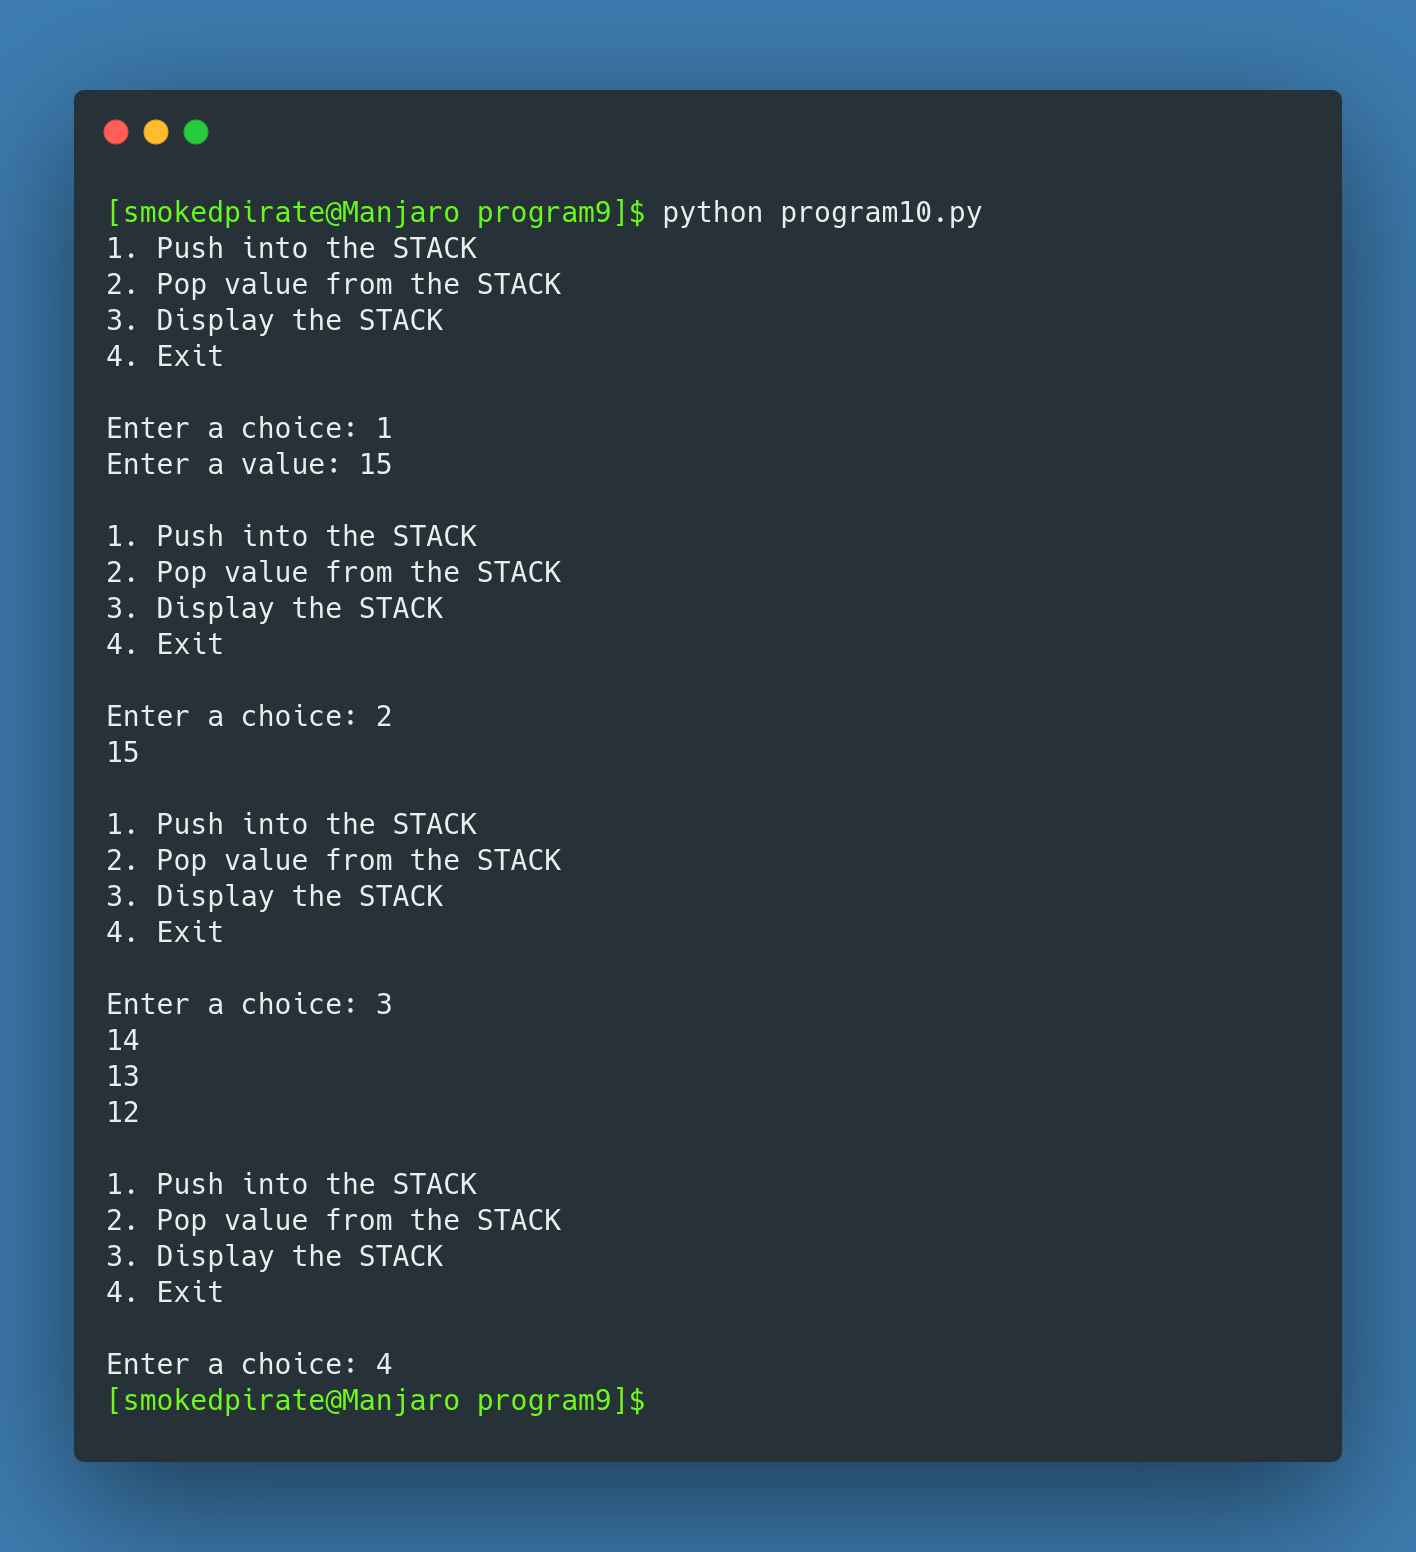 [smokedpirate@Manjaro program9]$ python program10.py
1. Push into the STACK
2. Pop value from the STACK
3. Display the STACK
4. Exit
Enter a choice: 1
Enter a value: 15
1. Push into the STACK
2. Pop value from the STACK
3. Display the STACK
4. Exit
Enter a choice: 2
15
1. Push into the STACK
2. Pop value from the STACK
3. Display the STACK
4. Exit
Enter a choice: 3
14
13
12
1. Push into the STACK
2. Pop value from the STACK
3. Display the STACK
4. Exit
Enter a choice: 4
[smokedpirate@Manjaro program9]$